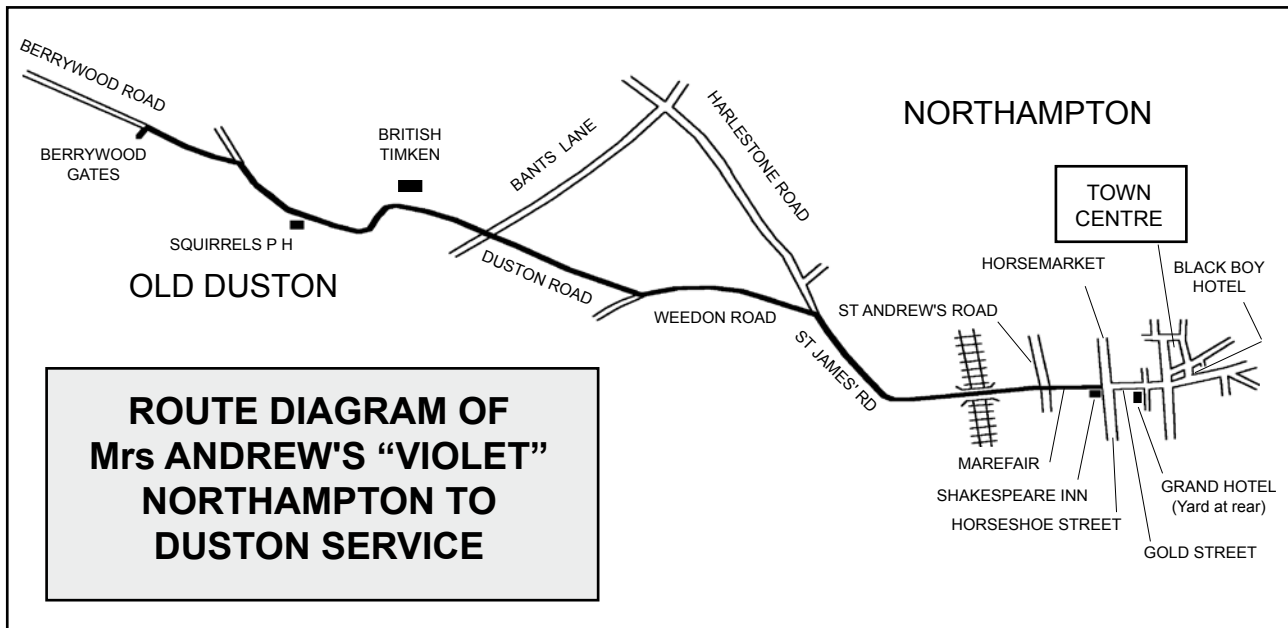 BERRYWOOD ROAD
BERRYWOOD
GATES
BRITISH
TIMKEN
SQUIRRELS P H
OLD DUSTON
BANTS LANE
HARLESTONE ROAD
DUSTON ROAD
WEEDON ROAD
ST JAMES' RD
NORTHAMPTON
TOWN
CENTRE
HORSEMARKET
BLACK BOY
HOTEL
ST ANDREW'S ROAD
MAREFAIR
SHAKESPEARE INN
HORSESHOE STREET
GRAND HOTEL
(Yard at rear)
GOLD STREET
ROUTE DIAGRAM OF
Mrs ANDREW'S “VIOLET”
NORTHAMPTON TO
DUSTON SERVICE